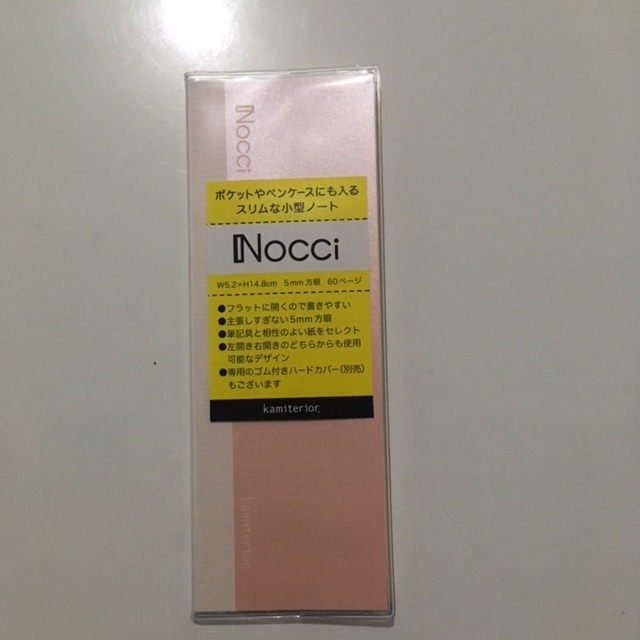 Nocci
ポケットやペンケースにも入る
スリムな小型ノート
Nocci
W5.2×H14.8cm 5mm方眼 60ページ
●フラットに開くので書きやすい
●主張しすぎない5mm方眼
●筆記具と相性のよい紙をセレクト
●左開き右開きのどちらからも使用
可能なデザイン
●専用のゴム付きハードカバー(別売)
もございます
kamiterior.
kamiterior